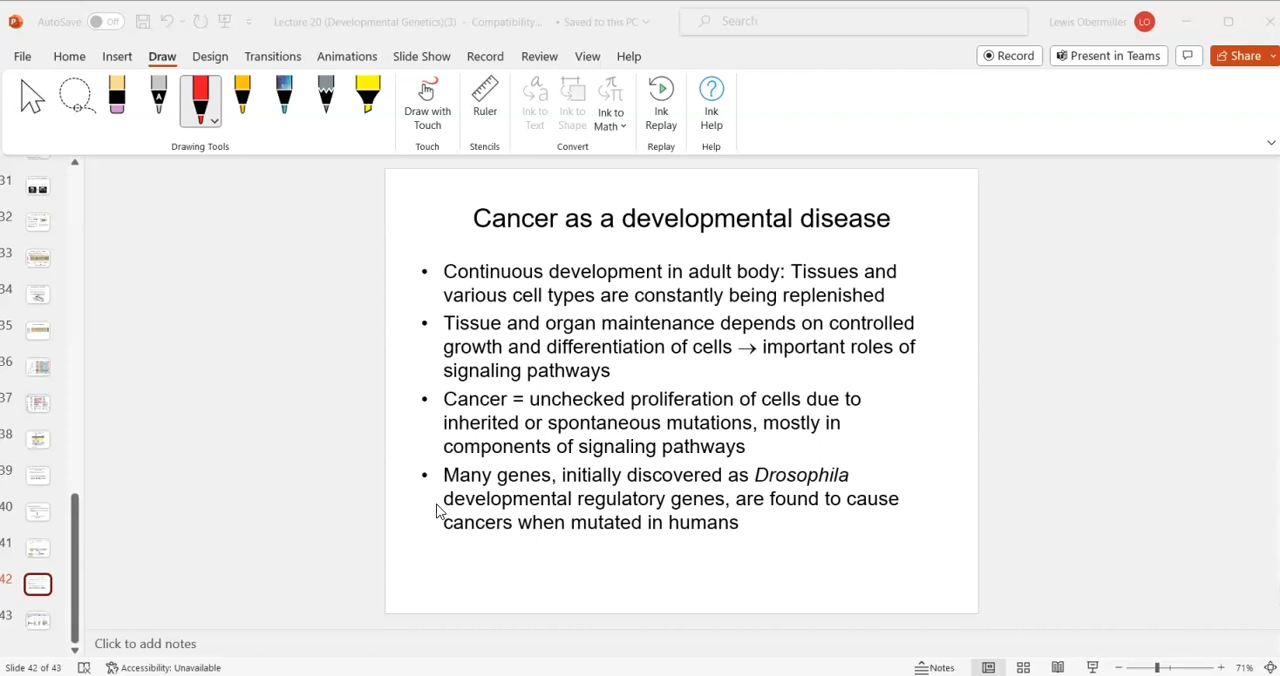 AutoSave Off Lecture 20 (Developmental Genetics)(3) - Compatibility... • Saved to this PC Search Lewis Obermiller LO
File Home Insert Draw Design Transitions Animations Slide Show Record Review View Help Record Present in Teams Share
Draw with Touch
Ruler
Ink to Text
Ink to Shape
Ink to Math
Ink Replay
Ink Help
Drawing Tools Touch Stencils Convert Replay Help
31
32
33
34
35
36
37
38
39
40
41
42
43
Cancer as a developmental disease
• Continuous development in adult body: Tissues and
various cell types are constantly being replenished
• Tissue and organ maintenance depends on controlled
growth and differentiation of cells → important roles of
signaling pathways
• Cancer = unchecked proliferation of cells due to
inherited or spontaneous mutations, mostly in
components of signaling pathways
• Many genes, initially discovered as Drosophila
developmental regulatory genes, are found to cause
cancers when mutated in humans
Click to add notes
Slide 42 of 43 Accessibility: Unavailable Notes 71%